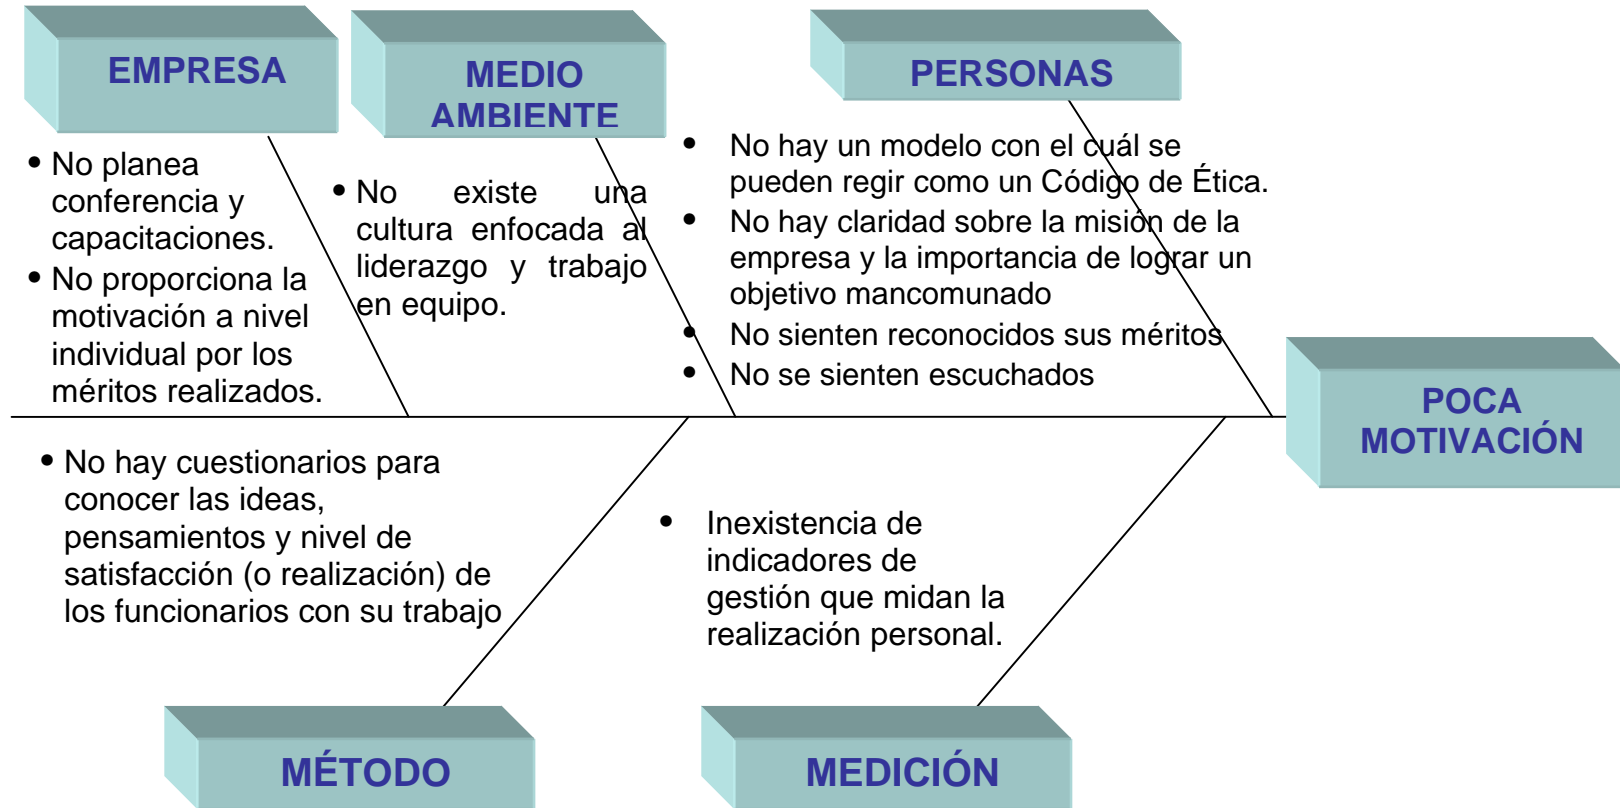 EMPRESA
MEDIO
AMBIENTE
PERSONAS
• No planea
conferencia y
capacitaciones.
• No proporciona la
motivación a nivel
individual por los
méritos realizados.
• No existe una
cultura enfocada al
liderazgo y trabajo
en equipo.
• No hay un modelo con el cuál se
pueden regir como un Código de Ética.
• No hay claridad sobre la misión de la
empresa y la importancia de lograr un
objetivo mancomunado
• No sienten reconocidos sus méritos
• No se sienten escuchados
POCA
MOTIVACIÓN
• No hay cuestionarios para
conocer las ideas,
pensamientos y nivel de
satisfacción (o realización) de
los funcionarios con su trabajo
• Inexistencia de
indicadores de
gestión que midan la
realización personal.
MÉTODO
MEDICIÓN